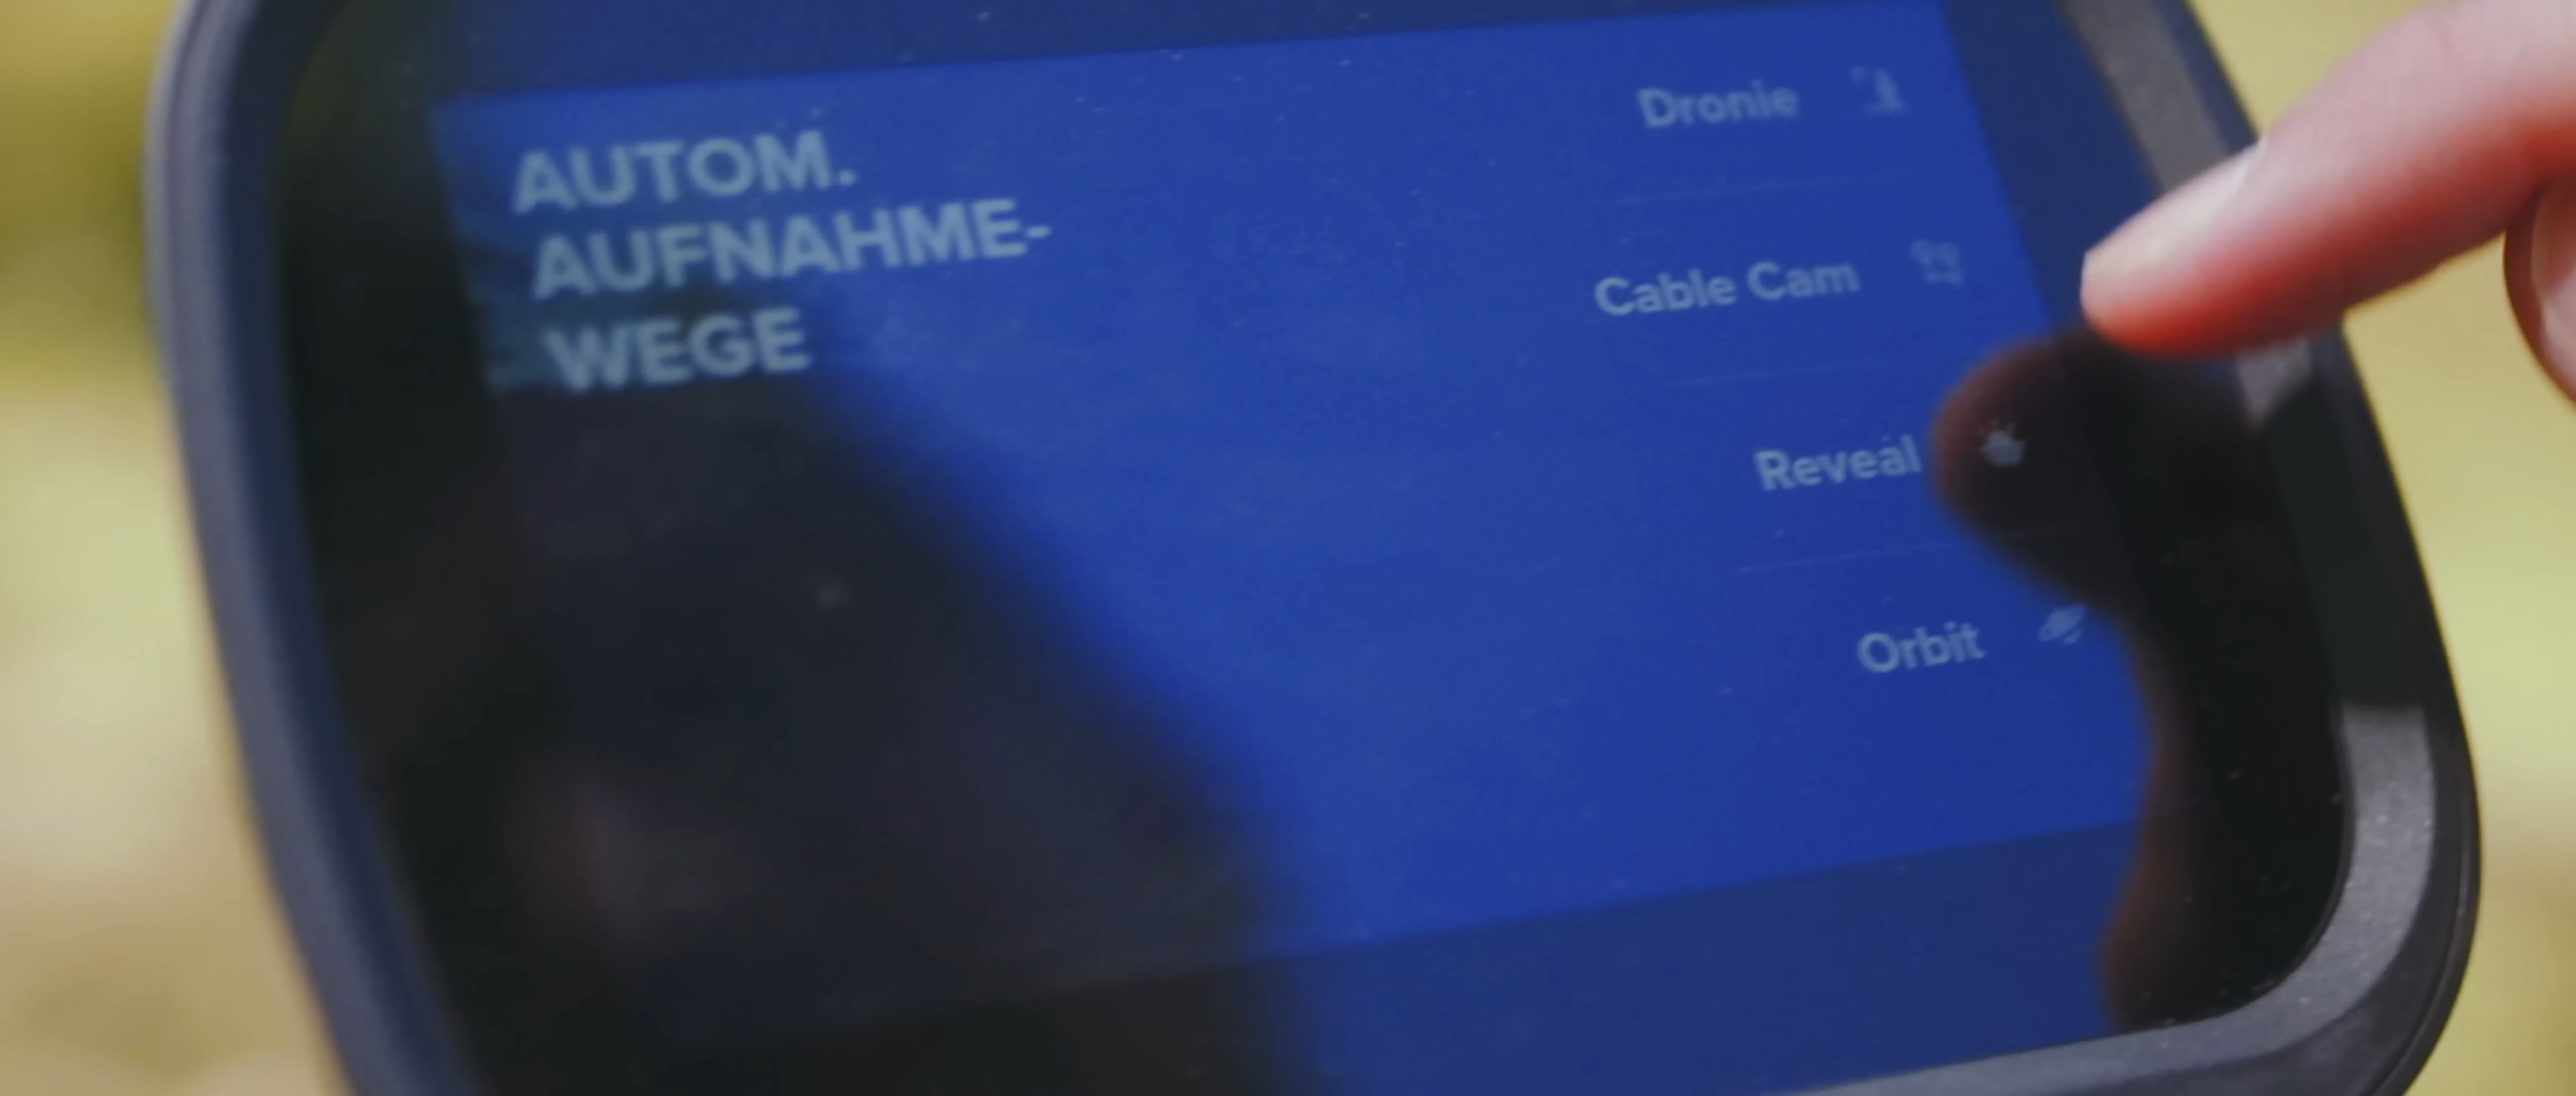 AUTOM.
AUFNAHME-
WEGE
Dronie
Cable Cam
Reveal
Orbit